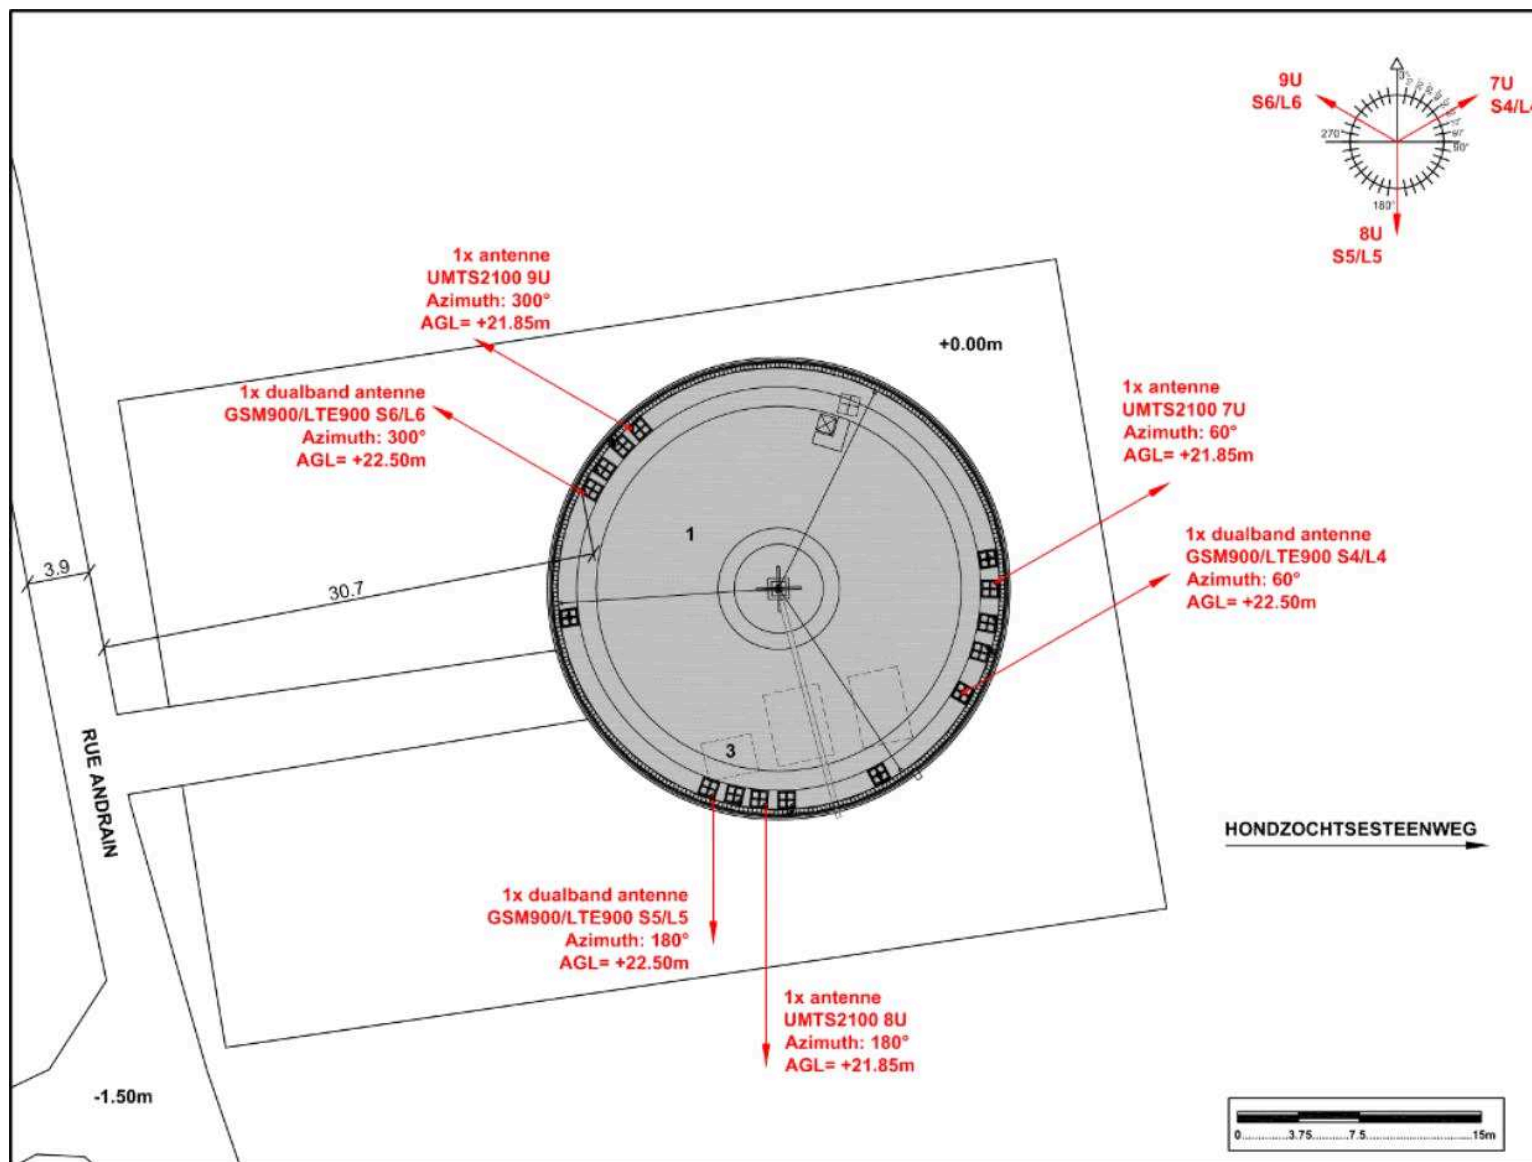 9U
S6/L6
7U
S4/L4
0°
270°
90°
180°
8U
S5/L5
1x antenne
UMTS2100 9U
Azimuth: 300°
AGL= +21.85m
+0.00m
1x dualband antenne
GSM900/LTE900 S6/L6
Azimuth: 300°
AGL= +22.50m
1x antenne
UMTS2100 7U
Azimuth: 60°
AGL= +21.85m
1
1x dualband antenne
GSM900/LTE900 S4/L4
Azimuth: 60°
AGL= +22.50m
3.9
30.7
RUE ANDRAIN
3
HONDZOCHTSESTEENWEG
1x dualband antenne
GSM900/LTE900 S5/L5
Azimuth: 180°
AGL= +22.50m
1x antenne
UMTS2100 8U
Azimuth: 180°
AGL= +21.85m
-1.50m
0 3.75 7.5 15m